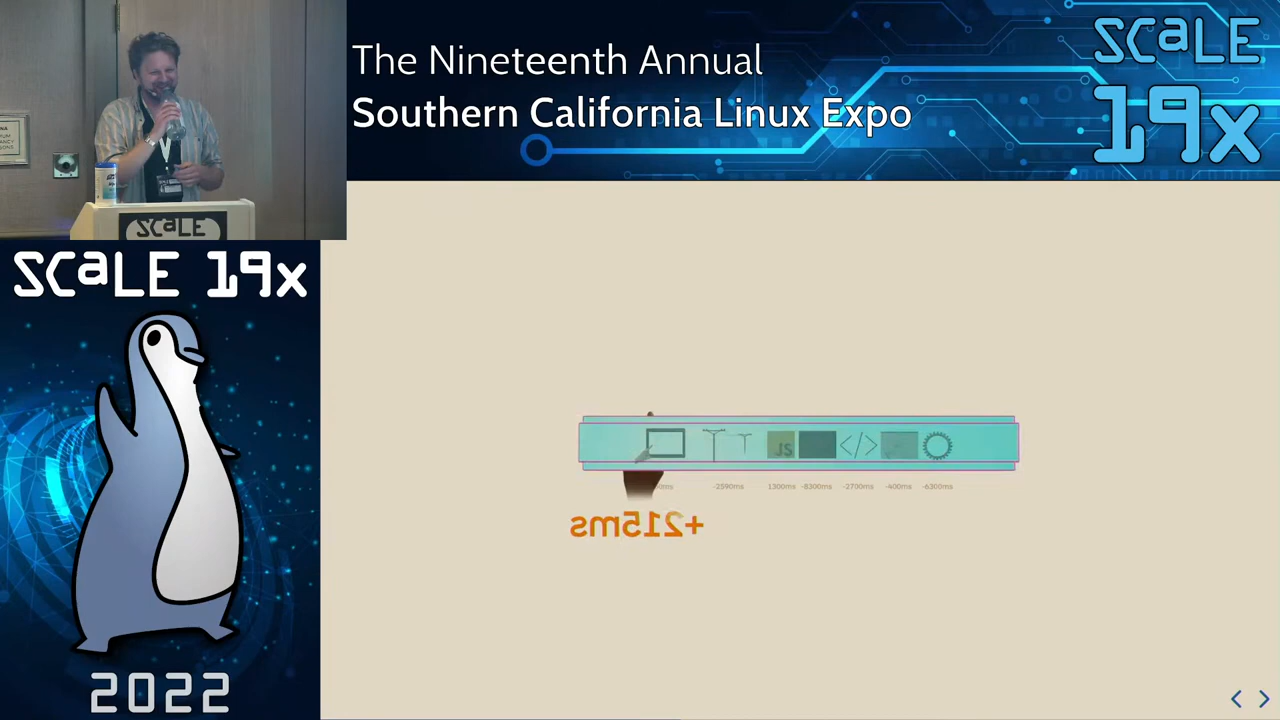 The Nineteenth Annual
Southern California Linux Expo
SCaLE
19x
SCaLE
SCaLE 19x
JS
</>
-2590ms
1300ms
-8300ms
-2700ms
-400ms
-6300ms
+215ms
2022